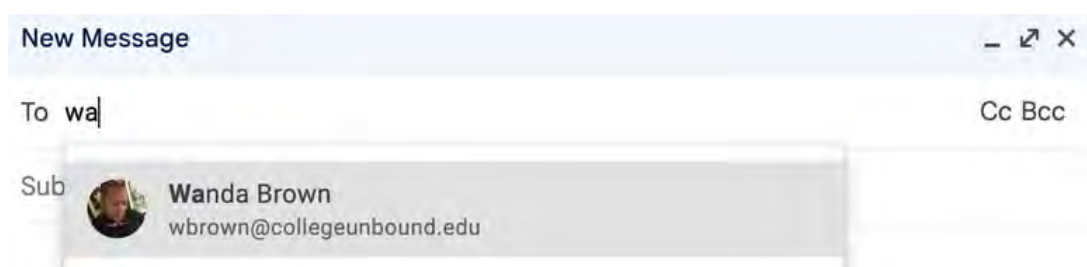 New Message
To wa
Cc Bcc
Sub
Wanda Brown
wbrown@collegeunbound.edu